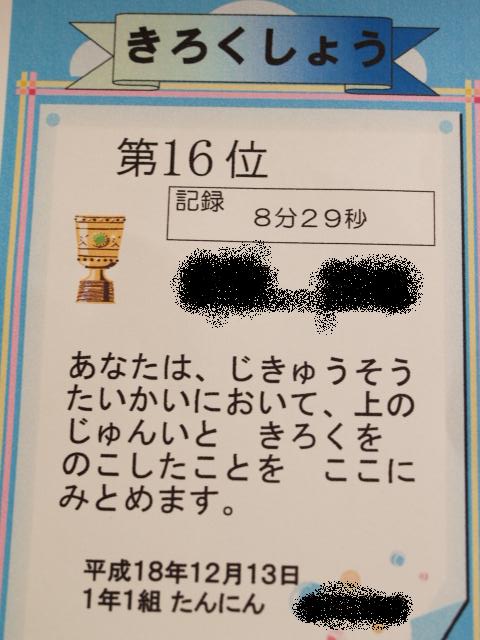 きろくしょう
第16位
記録
8分29秒
あなたは、じきゅうそう
たいかいにおいて、上の
じゅんいと　きろくを
のこしたことを　ここに
みとめます。
平成18年12月13日
1年1組 たんにん